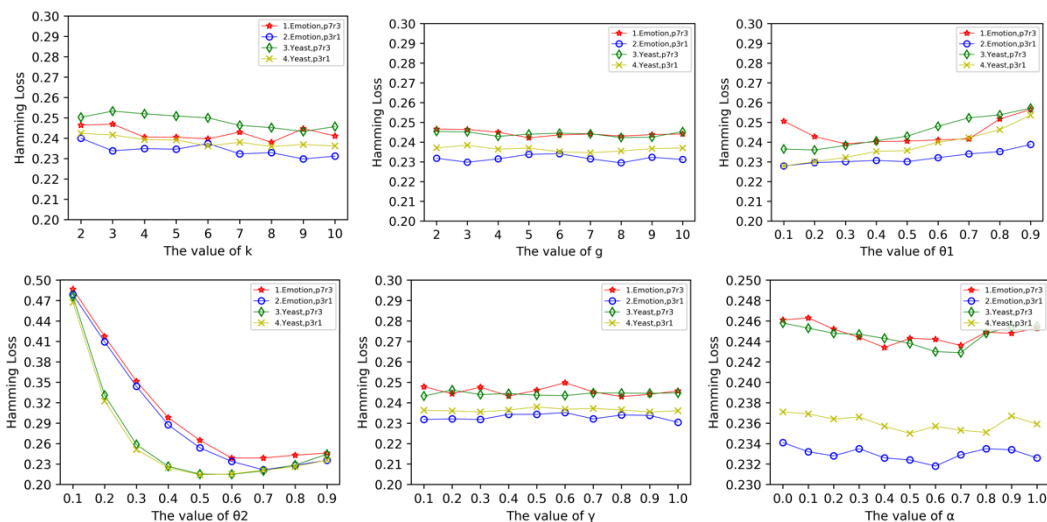 0.30
0.29
0.28
0.27
0.26
0.25
0.24
0.23
0.22
0.21
0.20
Hamming Loss
1.Emotion,p7r3
2.Emotion,p3r1
3.Yeast,p7r3
4.Yeast,p3r1
2 3 4 5 6 7 8 9 10
The value of k
0.30
0.29
0.28
0.27
0.26
0.25
0.24
0.23
0.22
0.21
0.20
Hamming Loss
1.Emotion,p7r3
2.Emotion,p3r1
3.Yeast,p7r3
4.Yeast,p3r1
2 3 4 5 6 7 8 9 10
The value of g
0.30
0.29
0.28
0.27
0.26
0.25
0.24
0.23
0.22
0.21
0.20
Hamming Loss
1.Emotion,p7r3
2.Emotion,p3r1
3.Yeast,p7r3
4.Yeast,p3r1
0.1 0.2 0.3 0.4 0.5 0.6 0.7 0.8 0.9
The value of θ1
0.50
0.47
0.44
0.41
0.38
0.35
0.32
0.29
0.26
0.23
0.20
Hamming Loss
1.Emotion,p7r3
2.Emotion,p3r1
3.Yeast,p7r3
4.Yeast,p3r1
0.1 0.2 0.3 0.4 0.5 0.6 0.7 0.8 0.9
The value of θ2
0.30
0.29
0.28
0.27
0.26
0.25
0.24
0.23
0.22
0.21
0.20
Hamming Loss
1.Emotion,p7r3
2.Emotion,p3r1
3.Yeast,p7r3
4.Yeast,p3r1
0.1 0.2 0.3 0.4 0.5 0.6 0.7 0.8 0.9 1.0
The value of γ
0.248
0.246
0.244
0.240
0.236
0.234
0.232
0.230
Hamming Loss
1.Emotion,p7r3
2.Emotion,p3r1
3.Yeast,p7r3
4.Yeast,p3r1
0.0 0.1 0.2 0.3 0.4 0.5 0.6 0.7 0.8 0.9 1.0
The value of α